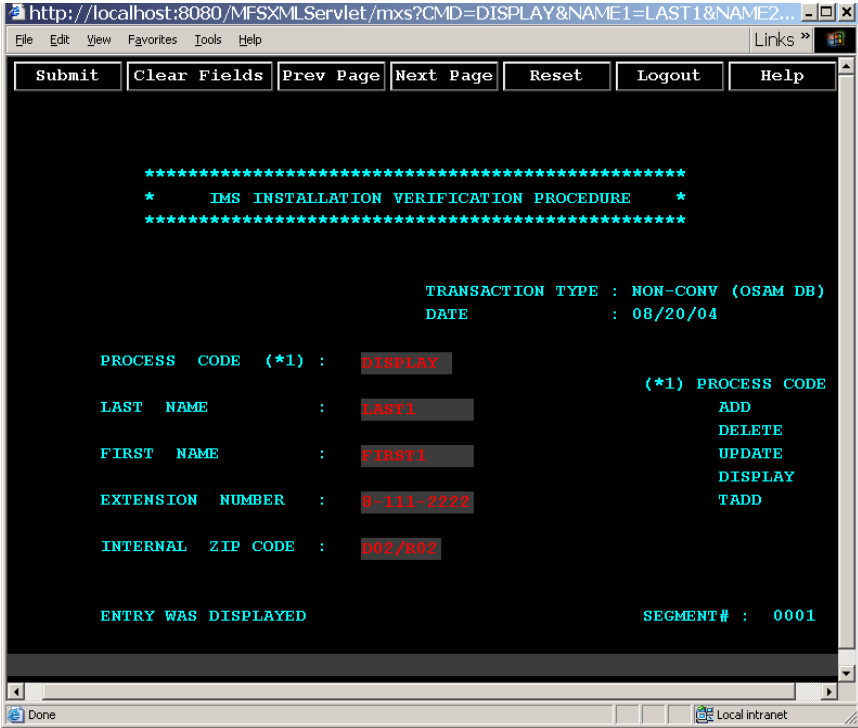 http://localhost:8080/MFSXMLServlet/mxs?CMD=DISPLAY&NAME1=LAST1&NAME2...
File Edit View Favorites Tools Help Links »
Submit Clear Fields Prev Page Next Page Reset Logout Help
**************************************************
* IMS INSTALLATION VERIFICATION PROCEDURE *
**************************************************
TRANSACTION TYPE : NON-CONV (OSAM DB)
DATE : 08/20/04
PROCESS CODE (*1) : DISPLAY
(*1) PROCESS CODE
LAST NAME : LAST1 ADD
DELETE
FIRST NAME : FIRST1 UPDATE
DISPLAY
EXTENSION NUMBER : 8-111-2222 TADD
INTERNAL ZIP CODE : D02/R02
ENTRY WAS DISPLAYED SEGMENT# : 0001
Done Local intranet